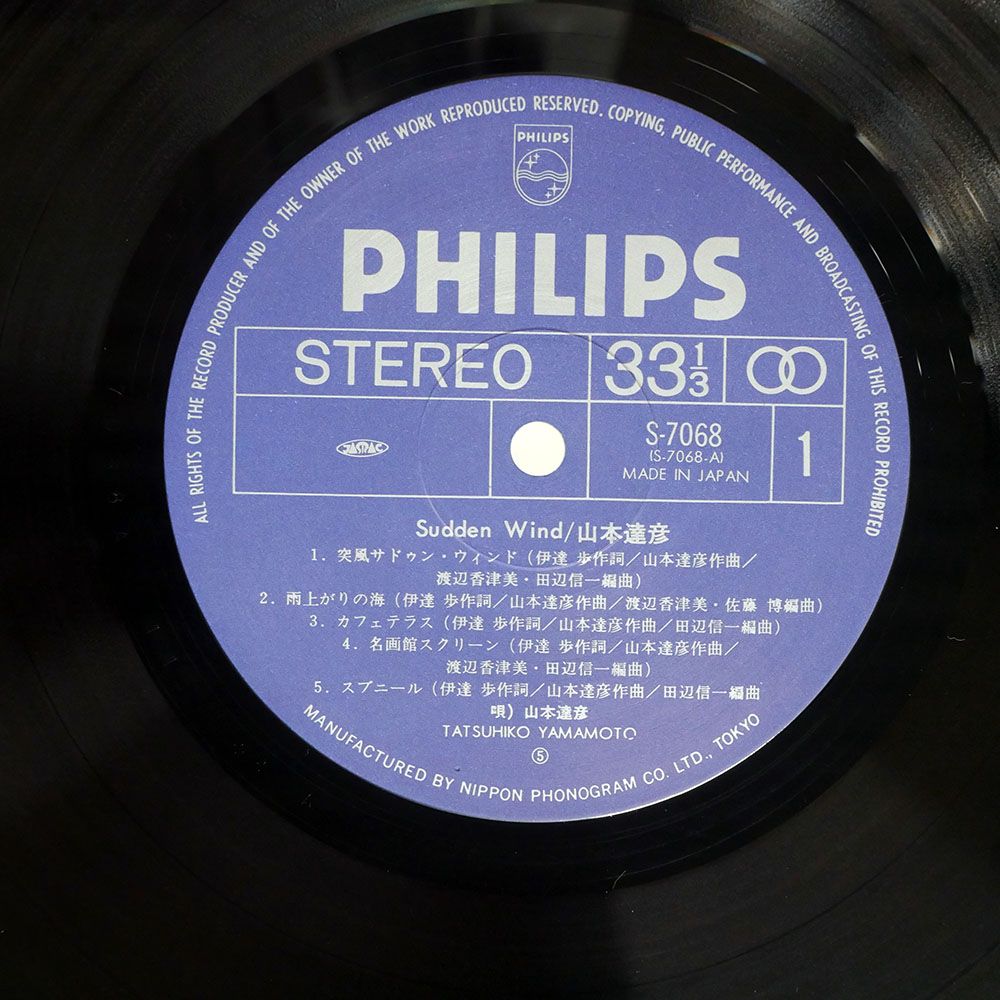 ALL RIGHTS OF THE RECORD PRODUCER AND OF THE OWNER OF THE WORK REPRODUCED RESERVED. COPYING, PUBLIC PERFORMANCE AND BROADCASTING OF THIS RECORD PROHIBITED
PHILIPS
PHILIPS
STEREO 33 1/3
JASRAC
S-7068
(S-7068-A)
MADE IN JAPAN
1
Sudden Wind/山本達彦
1. 突風サドゥン・ウィンド (伊達 歩作詞/山本達彦作曲/
渡辺香津美・田辺信一編曲)
2. 雨上がりの海 (伊達 歩作詞/山本達彦作曲/渡辺香津美・佐藤 博編曲)
3. カフェテラス (伊達 歩作詞/山本達彦作曲/田辺信一編曲)
4. 名画館スクリーン (伊達 歩作詞/山本達彦作曲/
渡辺香津美・田辺信一編曲)
5. スブニール (伊達 歩作詞/山本達彦作曲/田辺信一編曲
唄) 山本達彦
TATSUHIKO YAMAMOTO
⑤
MANUFACTURED BY NIPPON PHONOGRAM CO. LTD., TOKYO